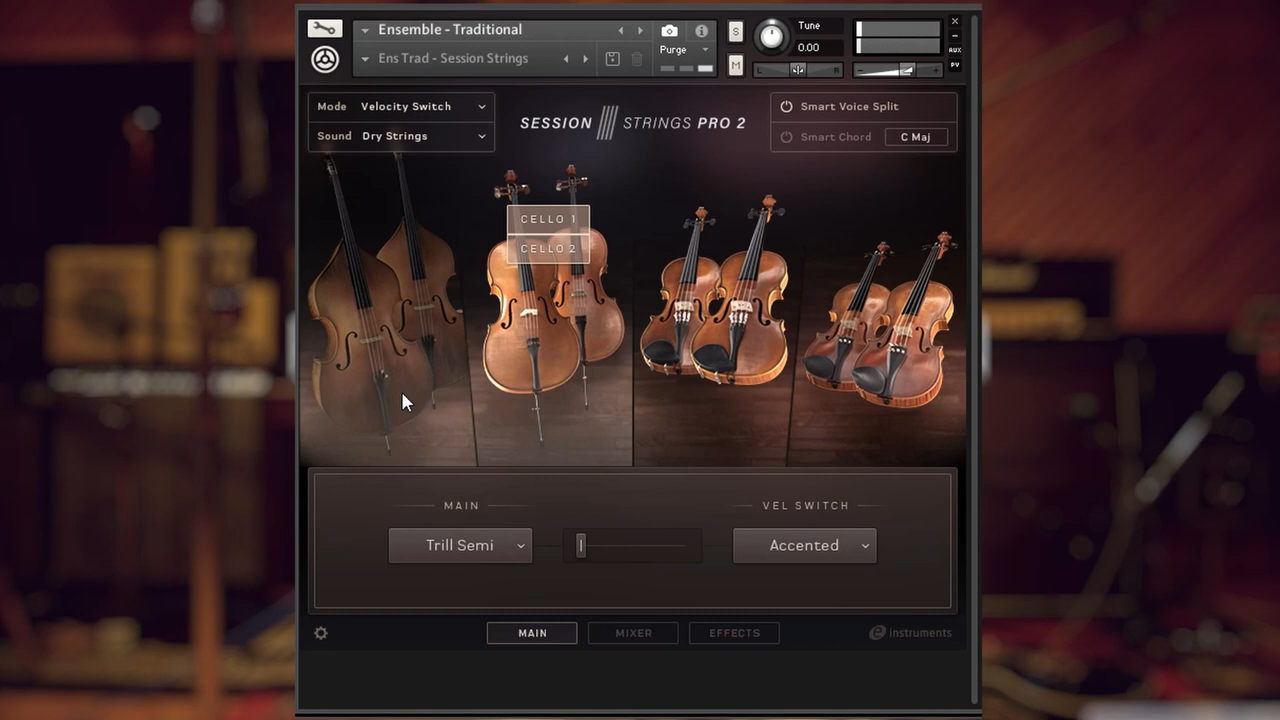 Ensemble - Traditional
Ens Trad - Session Strings
Purge
S
M
Tune
0.00
L
R
AUX
PV
Mode Velocity Switch
Sound Dry Strings
SESSION STRINGS PRO 2
Smart Voice Split
Smart Chord C Maj
CELLO 1
CELLO 2
MAIN
VEL SWITCH
Trill Semi
Accented
MAIN
MIXER
EFFECTS
e instruments